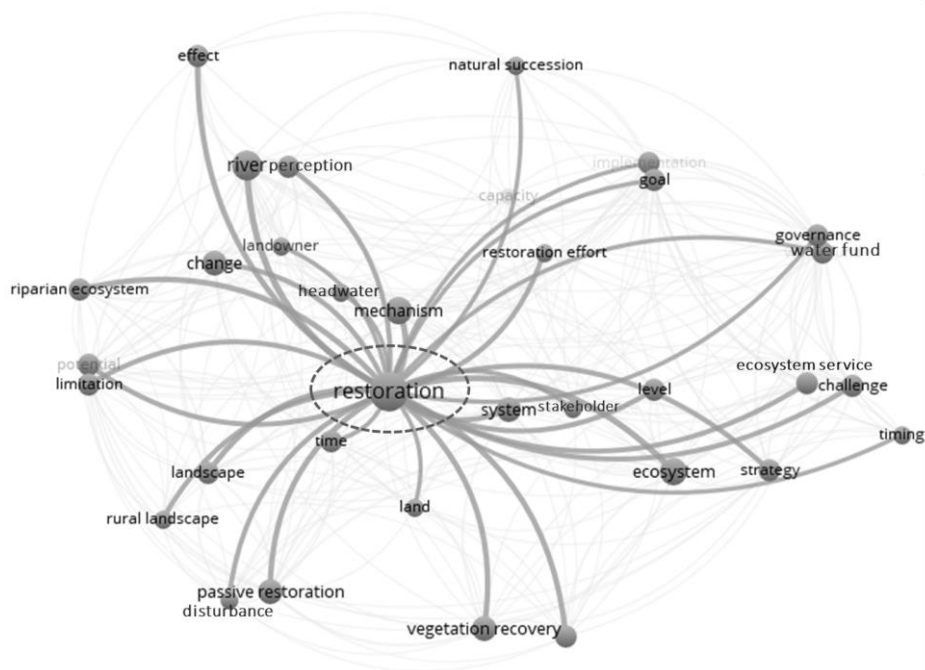 effect
natural succession
river
perception
implementation
goal
capacity
governance
water fund
landowner
restoration effort
change
riparian ecosystem
headwater
mechanism
potential
limitation
ecosystem service
challenge
restoration
level
system
stakeholder
timing
time
landscape
ecosystem
strategy
rural landscape
land
passive restoration
disturbance
vegetation recovery